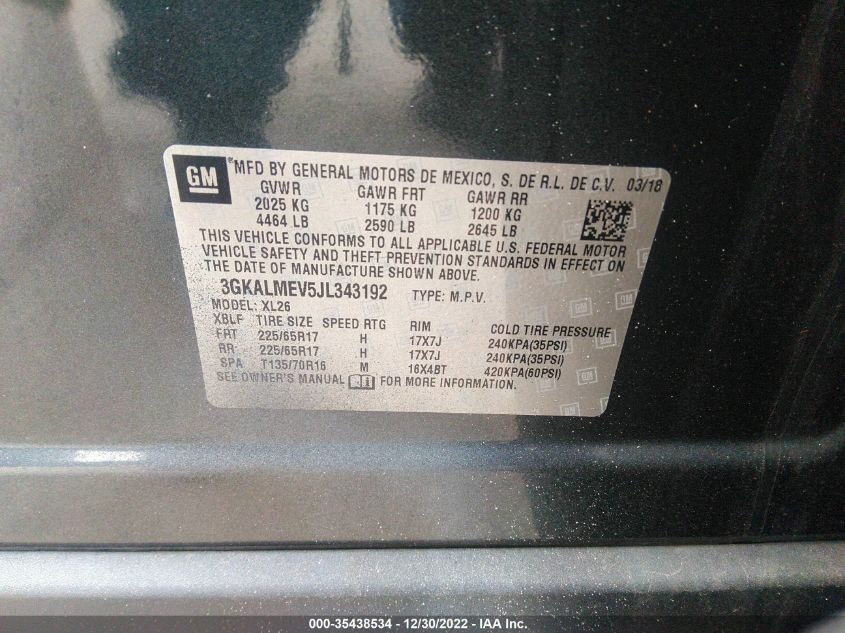 GM ®MFD BY GENERAL MOTORS DE MEXICO, S. DE R.L. DE C.V. 03/18
GVWR GAWR FRT GAWR RR
2025 KG 1175 KG 1200 KG
4464 LB 2590 LB 2645 LB
THIS VEHICLE CONFORMS TO ALL APPLICABLE U.S. FEDERAL MOTOR
VEHICLE SAFETY AND THEFT PREVENTION STANDARDS IN EFFECT ON
THE DATE OF MANUFACTURE SHOWN ABOVE.
3GKALMEV5JL343192 TYPE: M.P.V.
MODEL: XL26
XBLF TIRE SIZE SPEED RTG RIM COLD TIRE PRESSURE
FRT 225/65R17 H 17X7J 240KPA(35PSI)
RR 225/65R17 H 17X7J 240KPA(35PSI)
SPA T135/70R16 M 16X4BT 420KPA(60PSI)
SEE OWNER'S MANUAL FOR MORE INFORMATION.
000-35438534 - 12/30/2022 - IAA Inc.